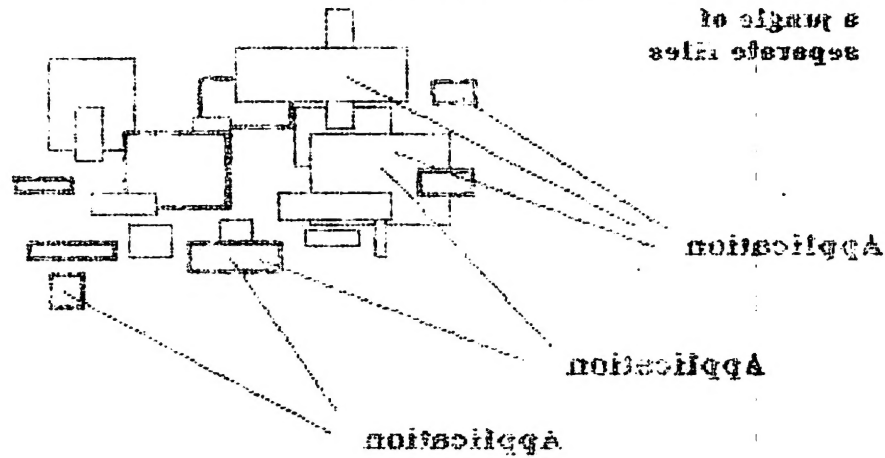 a jungle of
separate files
Application
Application
Application